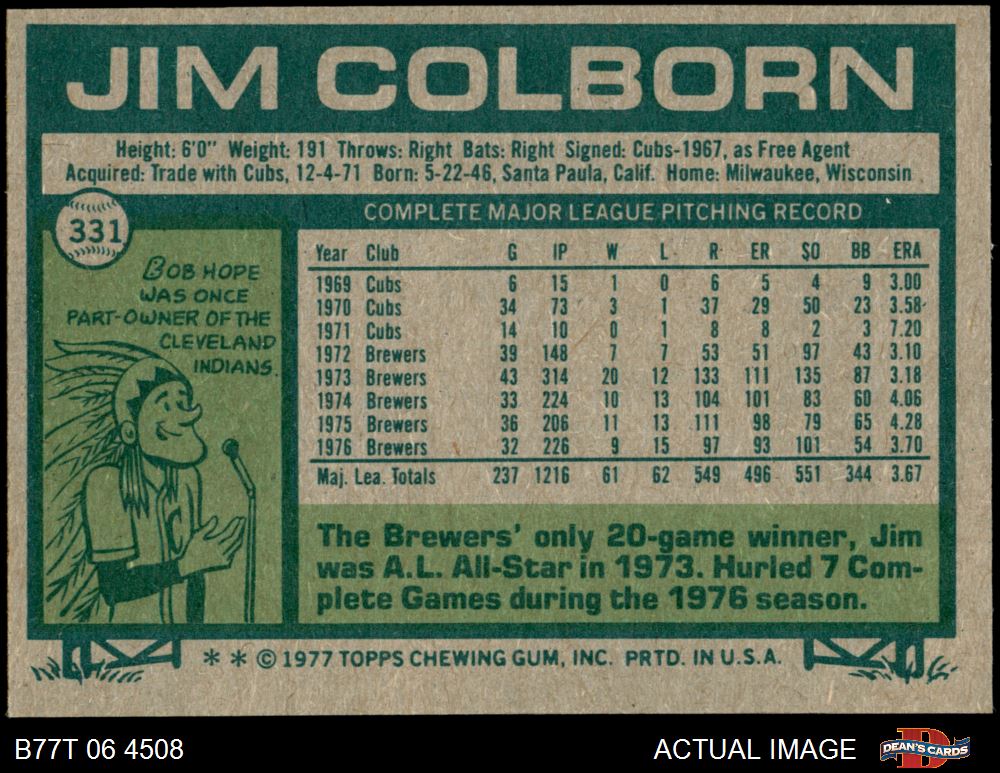 JIM COLBORN
Height: 6'0" Weight: 191 Throws: Right Bats: Right Signed: Cubs-1967, as Free Agent
Acquired: Trade with Cubs, 12-4-71 Born: 5-22-46, Santa Paula, Calif. Home: Milwaukee, Wisconsin
331
BOB HOPE
WAS ONCE
PART-OWNER OF THE
CLEVELAND
INDIANS.
C
COMPLETE MAJOR LEAGUE PITCHING RECORD
Year Club G IP W L R ER SO BB ERA
1969 Cubs 6 15 1 0 6 5 4 9 3.00
1970 Cubs 34 73 3 1 37 29 50 23 3.58
1971 Cubs 14 10 0 1 8 8 2 3 7.20
1972 Brewers 39 148 7 7 53 51 97 43 3.10
1973 Brewers 43 314 20 12 133 111 135 87 3.18
1974 Brewers 33 224 10 13 104 101 83 60 4.06
1975 Brewers 36 206 11 13 111 98 79 65 4.28
1976 Brewers 32 226 9 15 97 93 101 54 3.70
Maj. Lea. Totals 237 1216 61 62 549 496 551 344 3.67
The Brewers' only 20-game winner, Jim
was A.L. All-Star in 1973. Hurled 7 Com-
plete Games during the 1976 season.
* * © 1977 TOPPS CHEWING GUM, INC. PRTD. IN U.S.A.
B77T 06 4508
ACTUAL IMAGE
DEAN'S CARDS